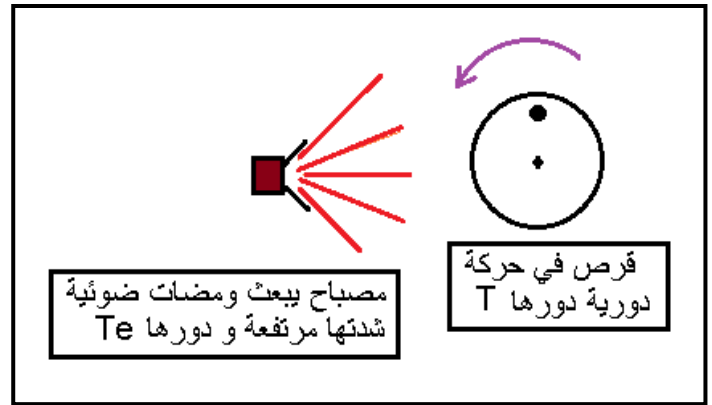 قرص في حركة
دورية دورها T
مصباح يبعث ومضات ضوئية
شدتها مرتفعة و دورها Te